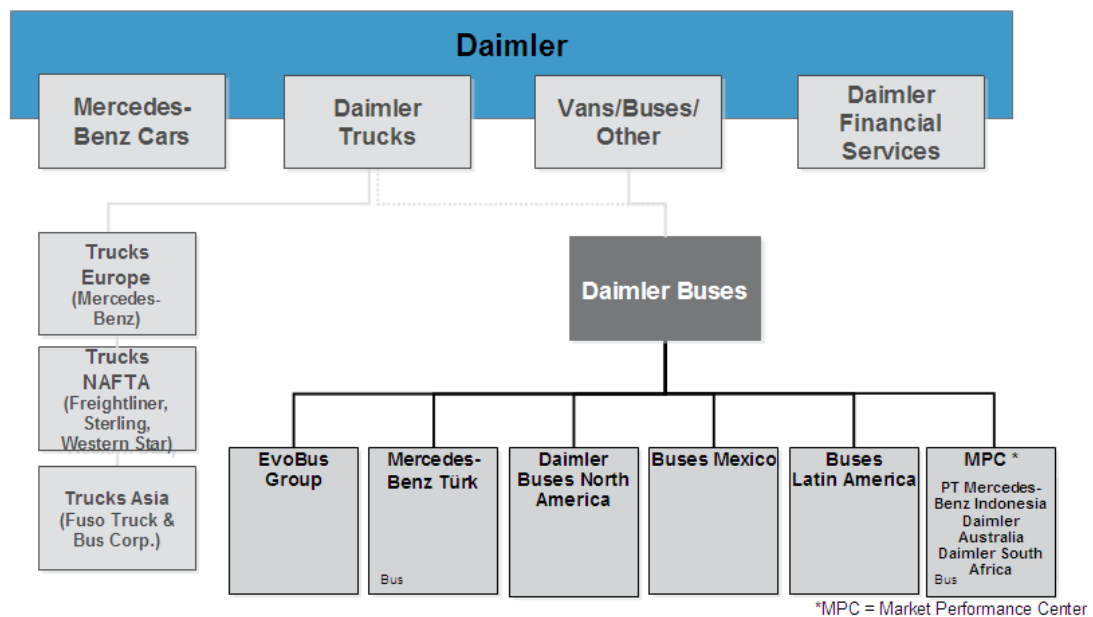 Daimler
Mercedes-
Benz Cars
Daimler
Trucks
Vans/Buses/
Other
Daimler
Financial
Services
Trucks
Europe
(Mercedes-
Benz)
Trucks
NAFTA
(Freightliner,
Sterling,
Western Star)
Trucks Asia
(Fuso Truck &
Bus Corp.)
Daimler Buses
EvoBus
Group
Mercedes-
Benz Türk
Bus
Daimler
Buses North
America
Buses Mexico
Buses
Latin America
MPC *
PT Mercedes-
Benz Indonesia
Daimler
Australia
Daimler South
Africa
Bus
*MPC = Market Performance Center